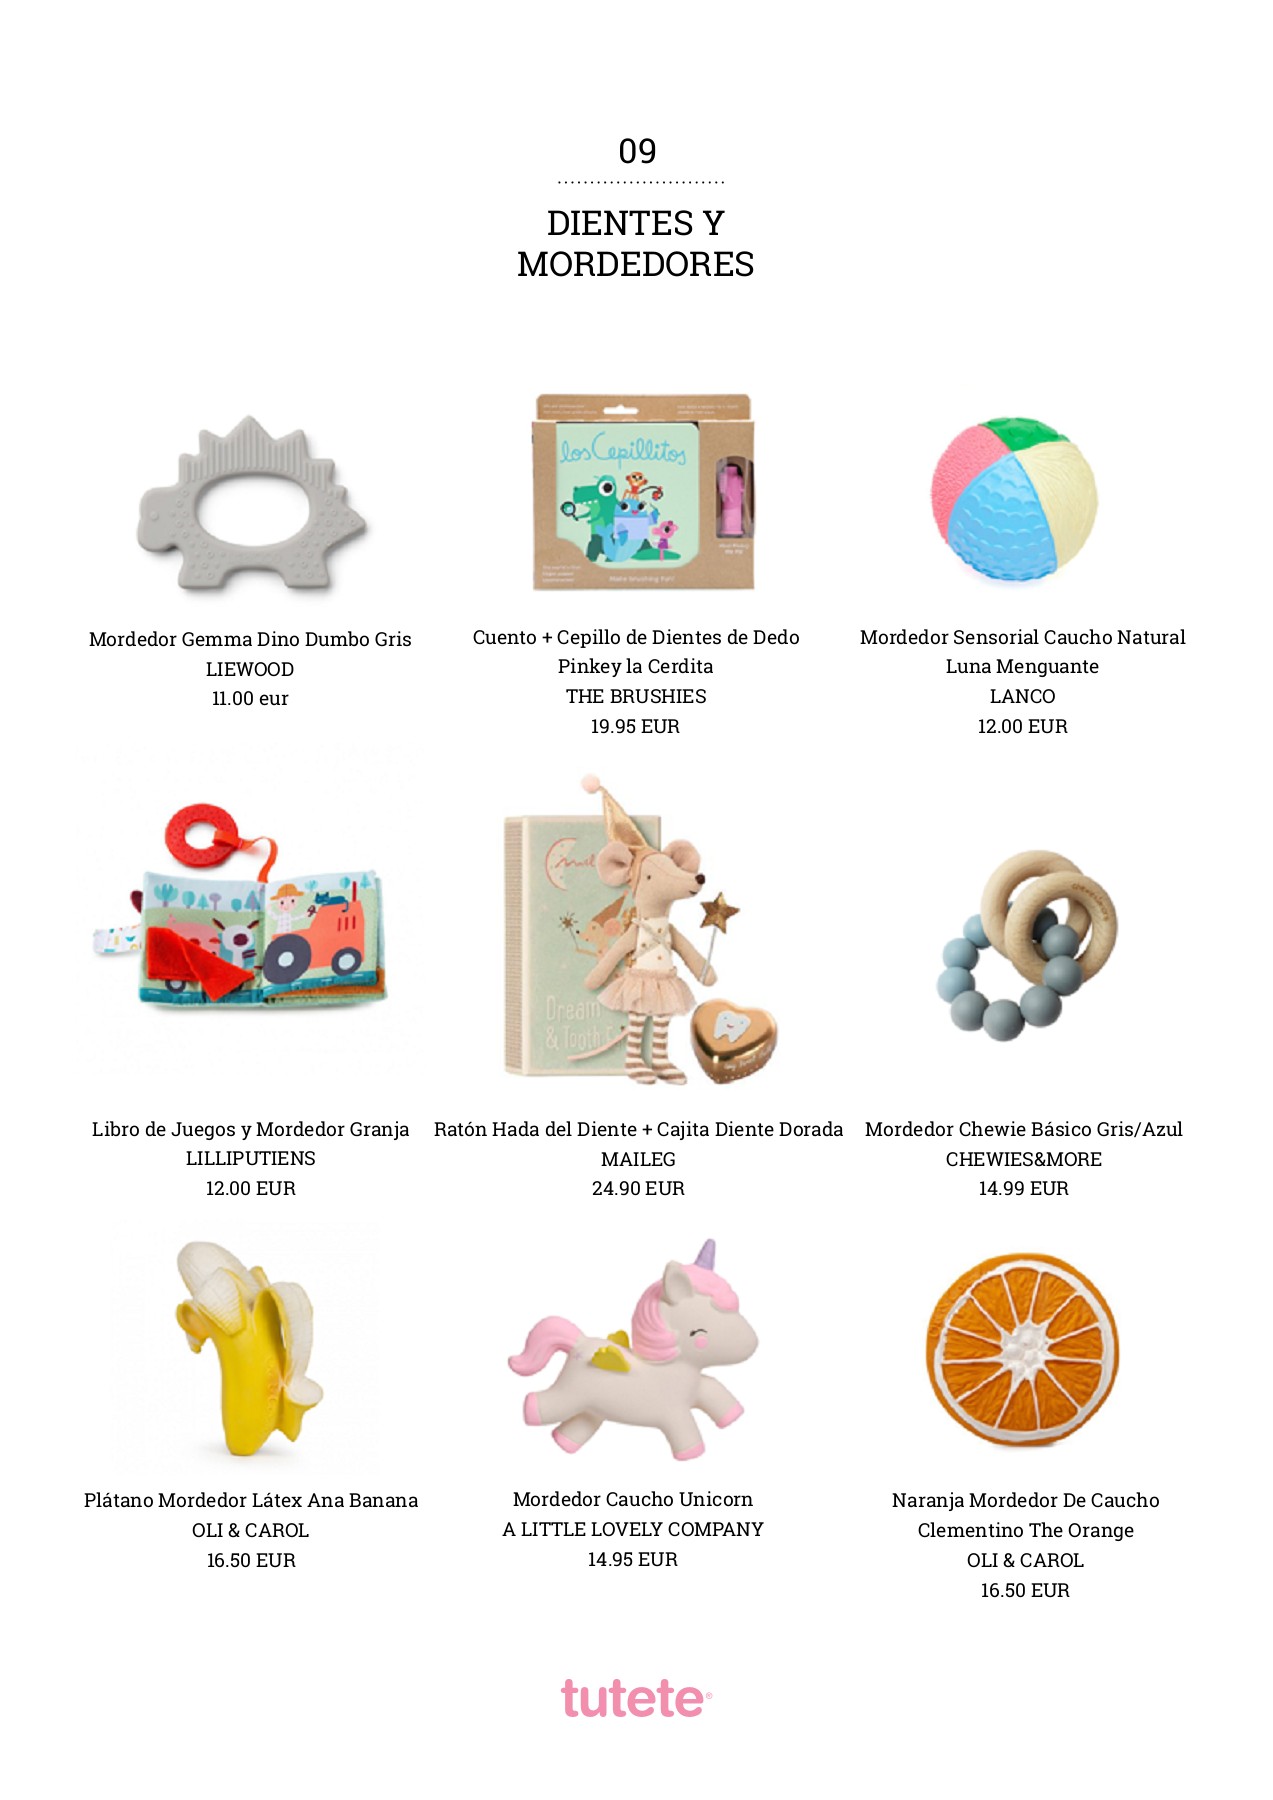 09
DIENTES Y
MORDEDORES
los Cepillitos
Make brushing fun!
Mordedor Gemma Dino Dumbo Gris
LIEWOOD
11.00 eur
Cuento + Cepillo de Dientes de Dedo
Pinkey la Cerdita
THE BRUSHIES
19.95 EUR
Mordedor Sensorial Caucho Natural
Luna Menguante
LANCO
12.00 EUR
Dream
& Tooth
Libro de Juegos y Mordedor Granja
LILLIPUTIENS
12.00 EUR
Ratón Hada del Diente + Cajita Diente Dorada
MAILEG
24.90 EUR
Mordedor Chewie Básico Gris/Azul
CHEWIES&MORE
14.99 EUR
Plátano Mordedor Látex Ana Banana
OLI & CAROL
16.50 EUR
Mordedor Caucho Unicorn
A LITTLE LOVELY COMPANY
14.95 EUR
Naranja Mordedor De Caucho
Clementino The Orange
OLI & CAROL
16.50 EUR
tutete®